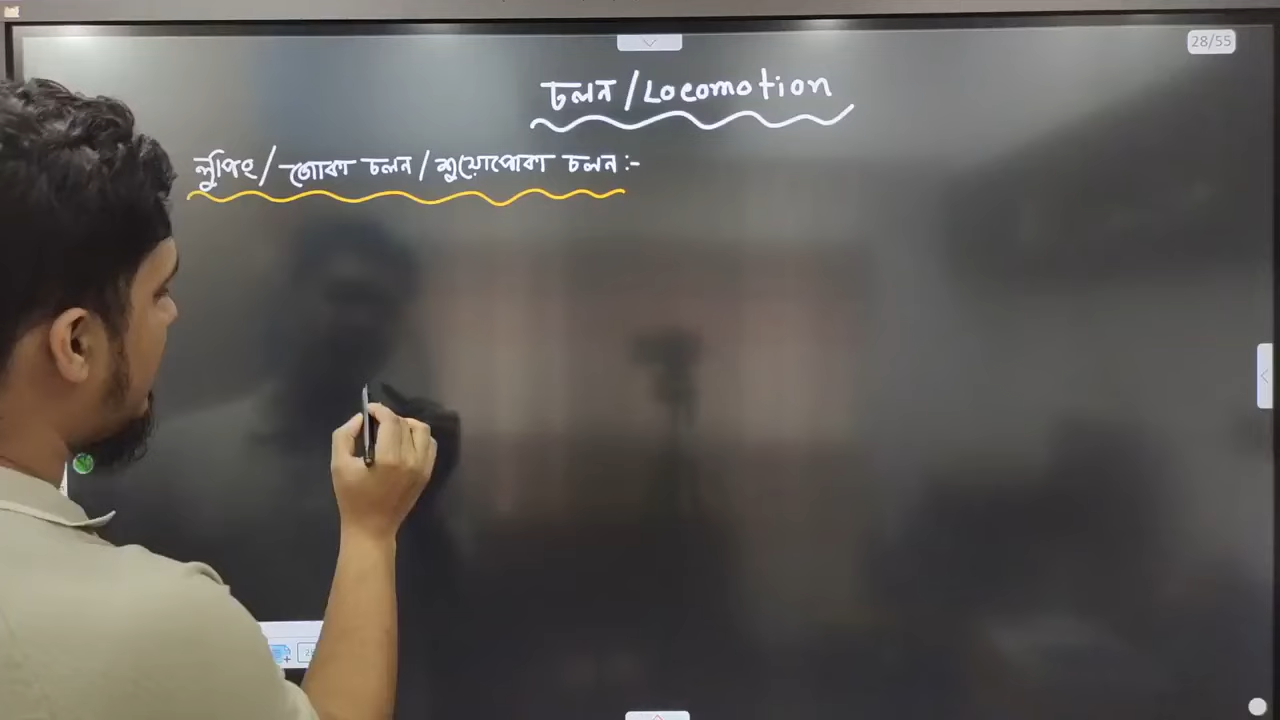 28/55
চলন / Locomotion
লুপিং / জোকা চলন / শুয়োপোকা চলন :-